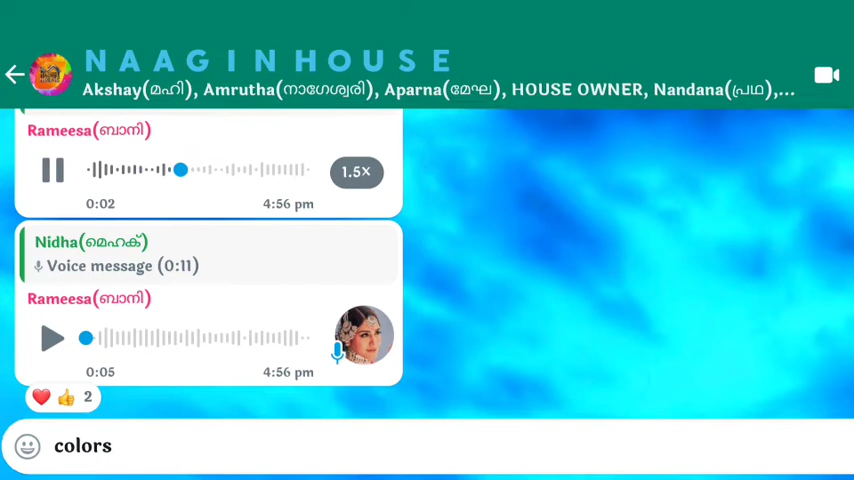 NAAGINHOUSE
Akshay(മഹി), Amrutha(നാഗേശ്വരി), Aparna(മേഘ), HOUSE OWNER, Nandana(പ്രഥ),...
Rameesa(ബാനി)
1.5×
0:02 4:56 pm
Nidha(മെഹക്)
Voice message (0:11)
Rameesa(ബാനി)
0:05 4:56 pm
2
colors